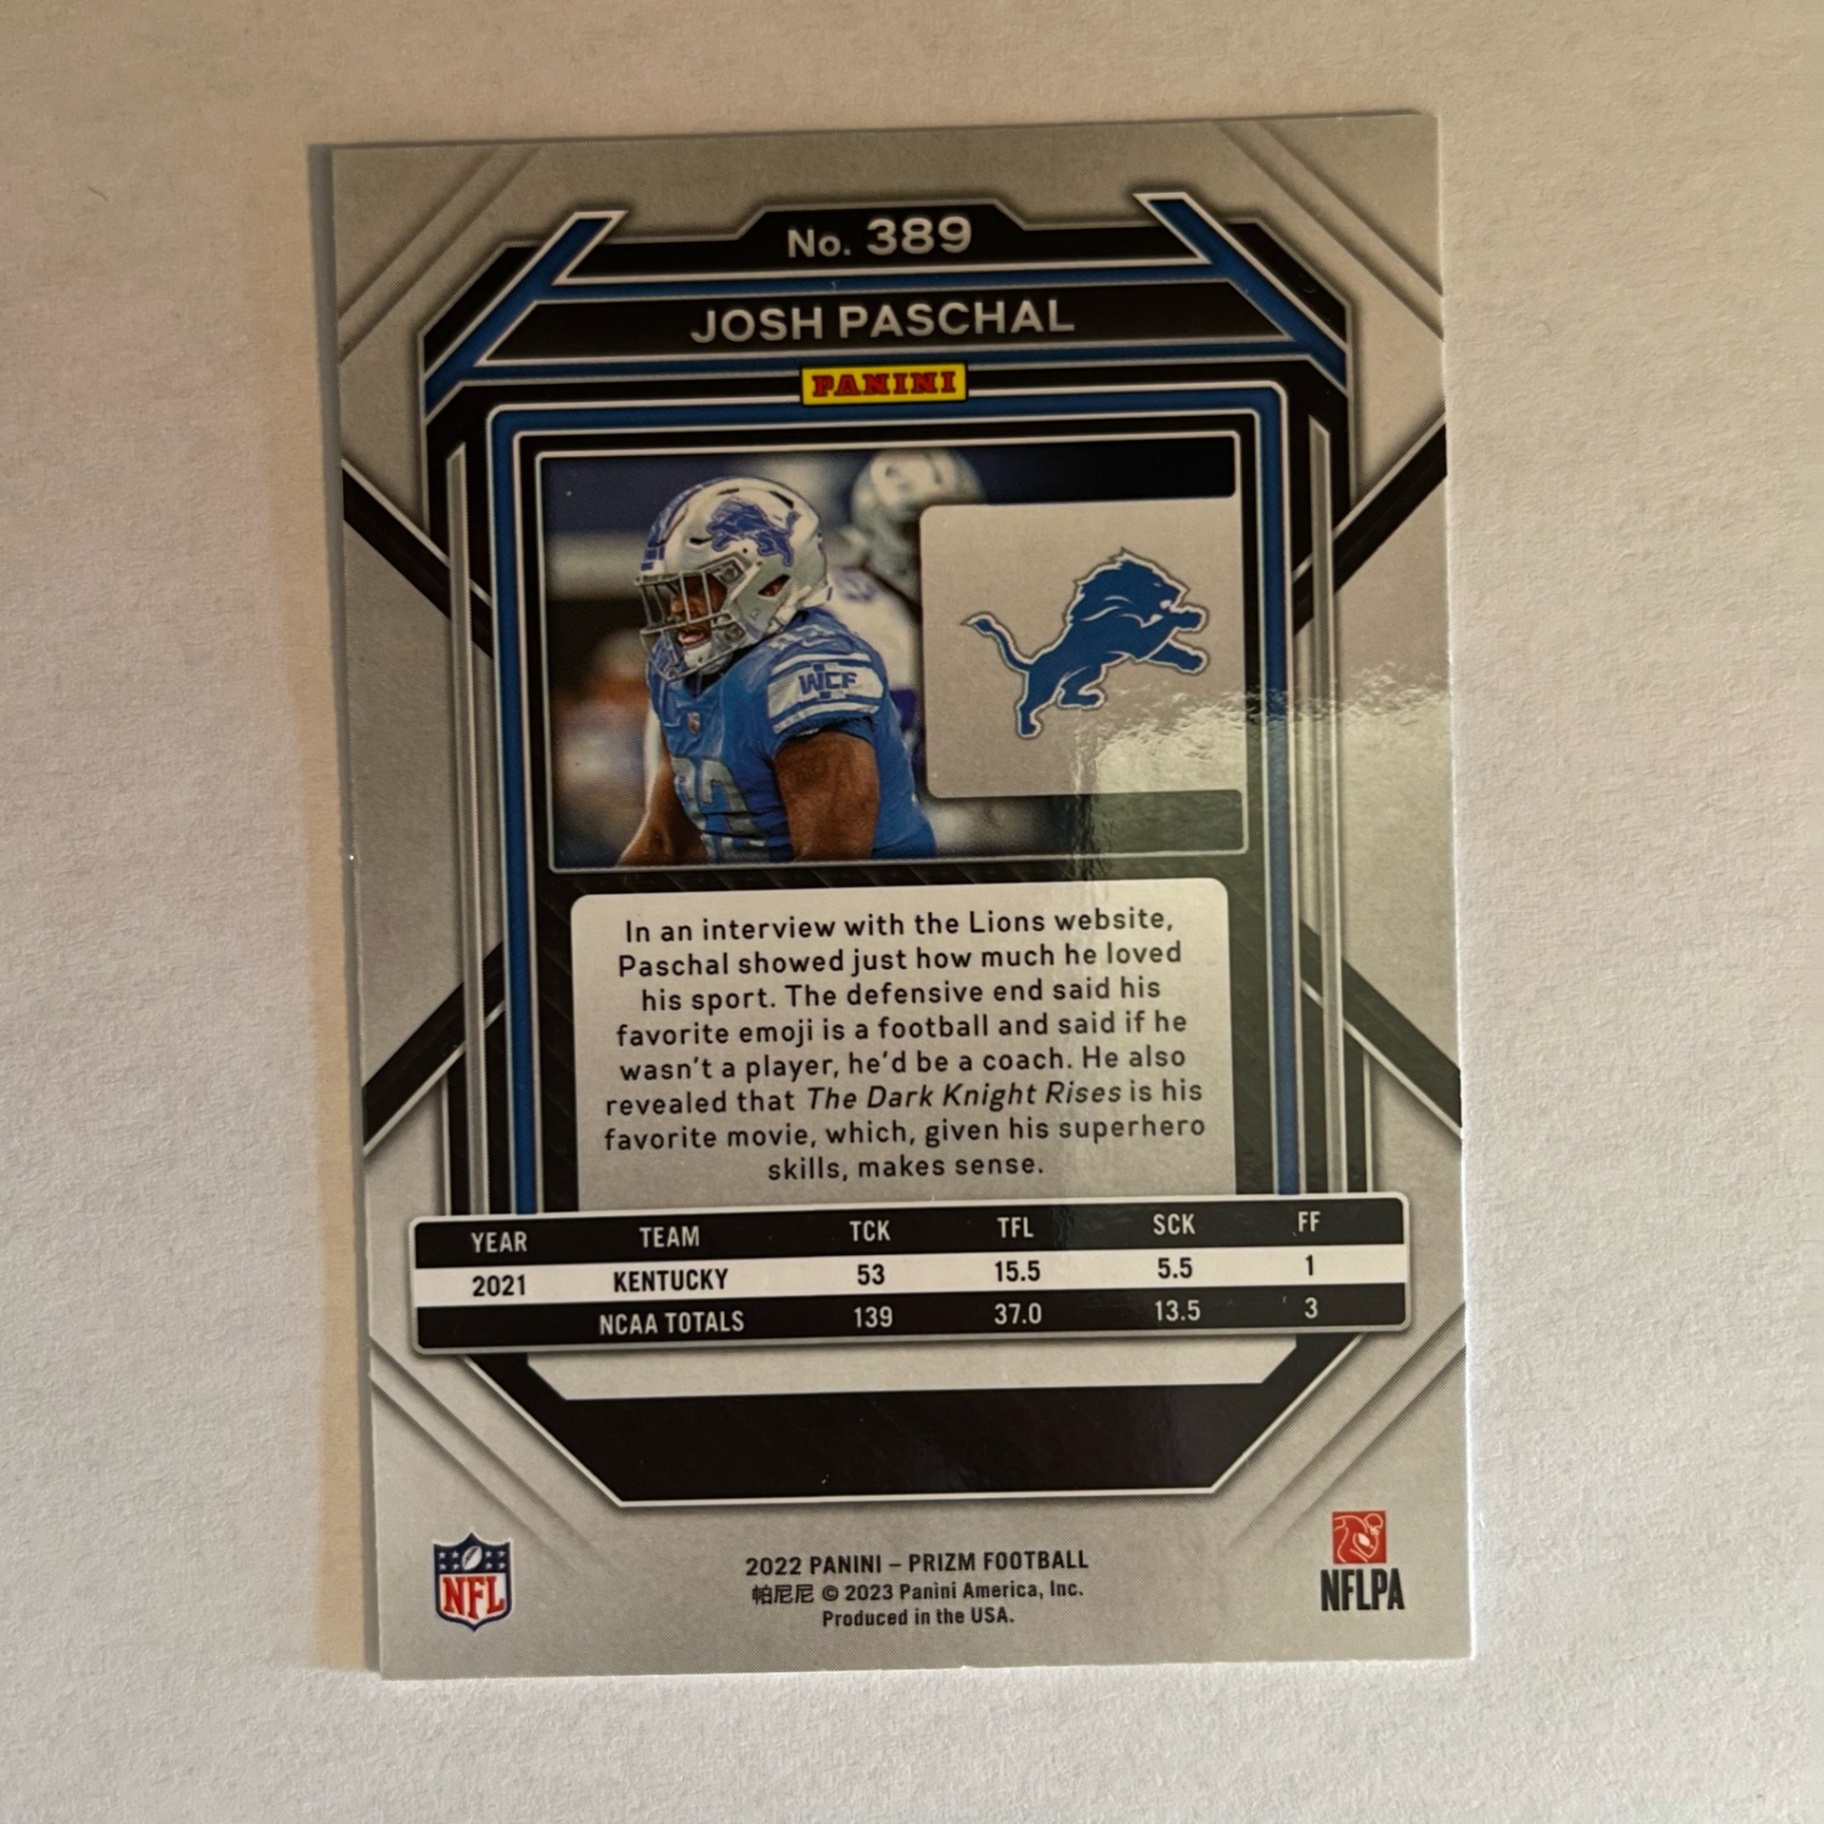 No. 389
JOSH PASCHAL
PANINI
WCF
In an interview with the Lions website,
Paschal showed just how much he loved
his sport. The defensive end said his
favorite emoji is a football and said if he
wasn't a player, he'd be a coach. He also
revealed that The Dark Knight Rises is his
favorite movie, which, given his superhero
skills, makes sense.
YEAR TEAM TCK TFL SCK FF
2021 KENTUCKY 53 15.5 5.5 1
NCAA TOTALS 139 37.0 13.5 3
NFL
2022 PANINI – PRIZM FOOTBALL
帕尼尼 © 2023 Panini America, Inc.
Produced in the USA.
NFLPA